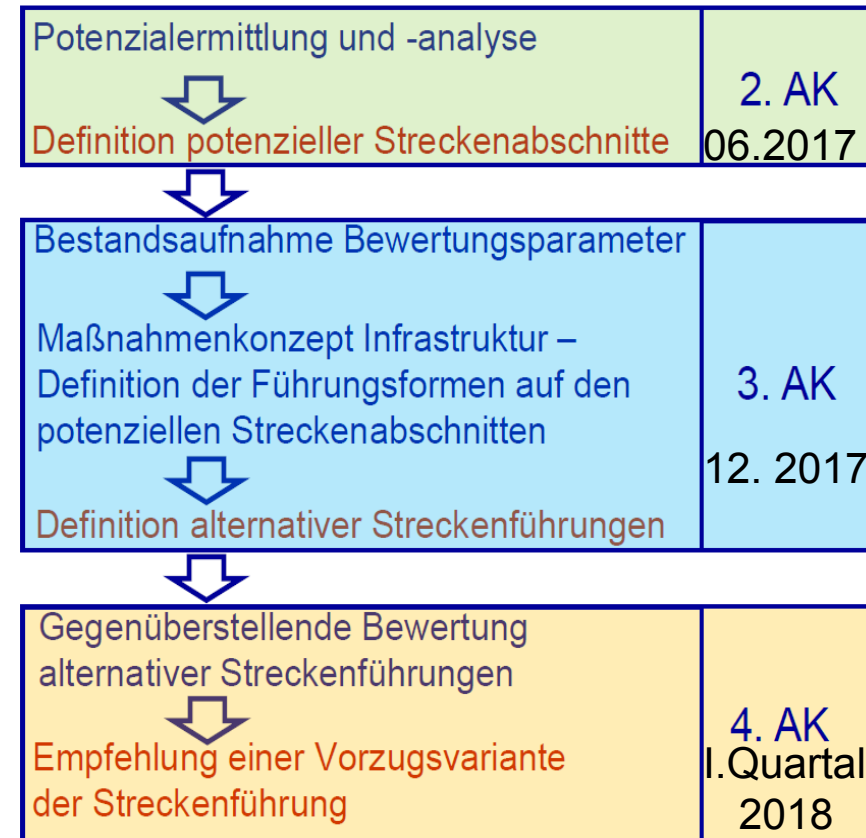 Potenzialermittlung und -analyse
Definition potenzieller Streckenabschnitte
2. AK
06.2017
Bestandsaufnahme Bewertungsparameter
Maßnahmenkonzept Infrastruktur –
Definition der Führungsformen auf den
potenziellen Streckenabschnitten
Definition alternativer Streckenführungen
3. AK
12. 2017
Gegenüberstellende Bewertung
alternativer Streckenführungen
Empfehlung einer Vorzugsvariante
der Streckenführung
4. AK
I.Quartal
2018